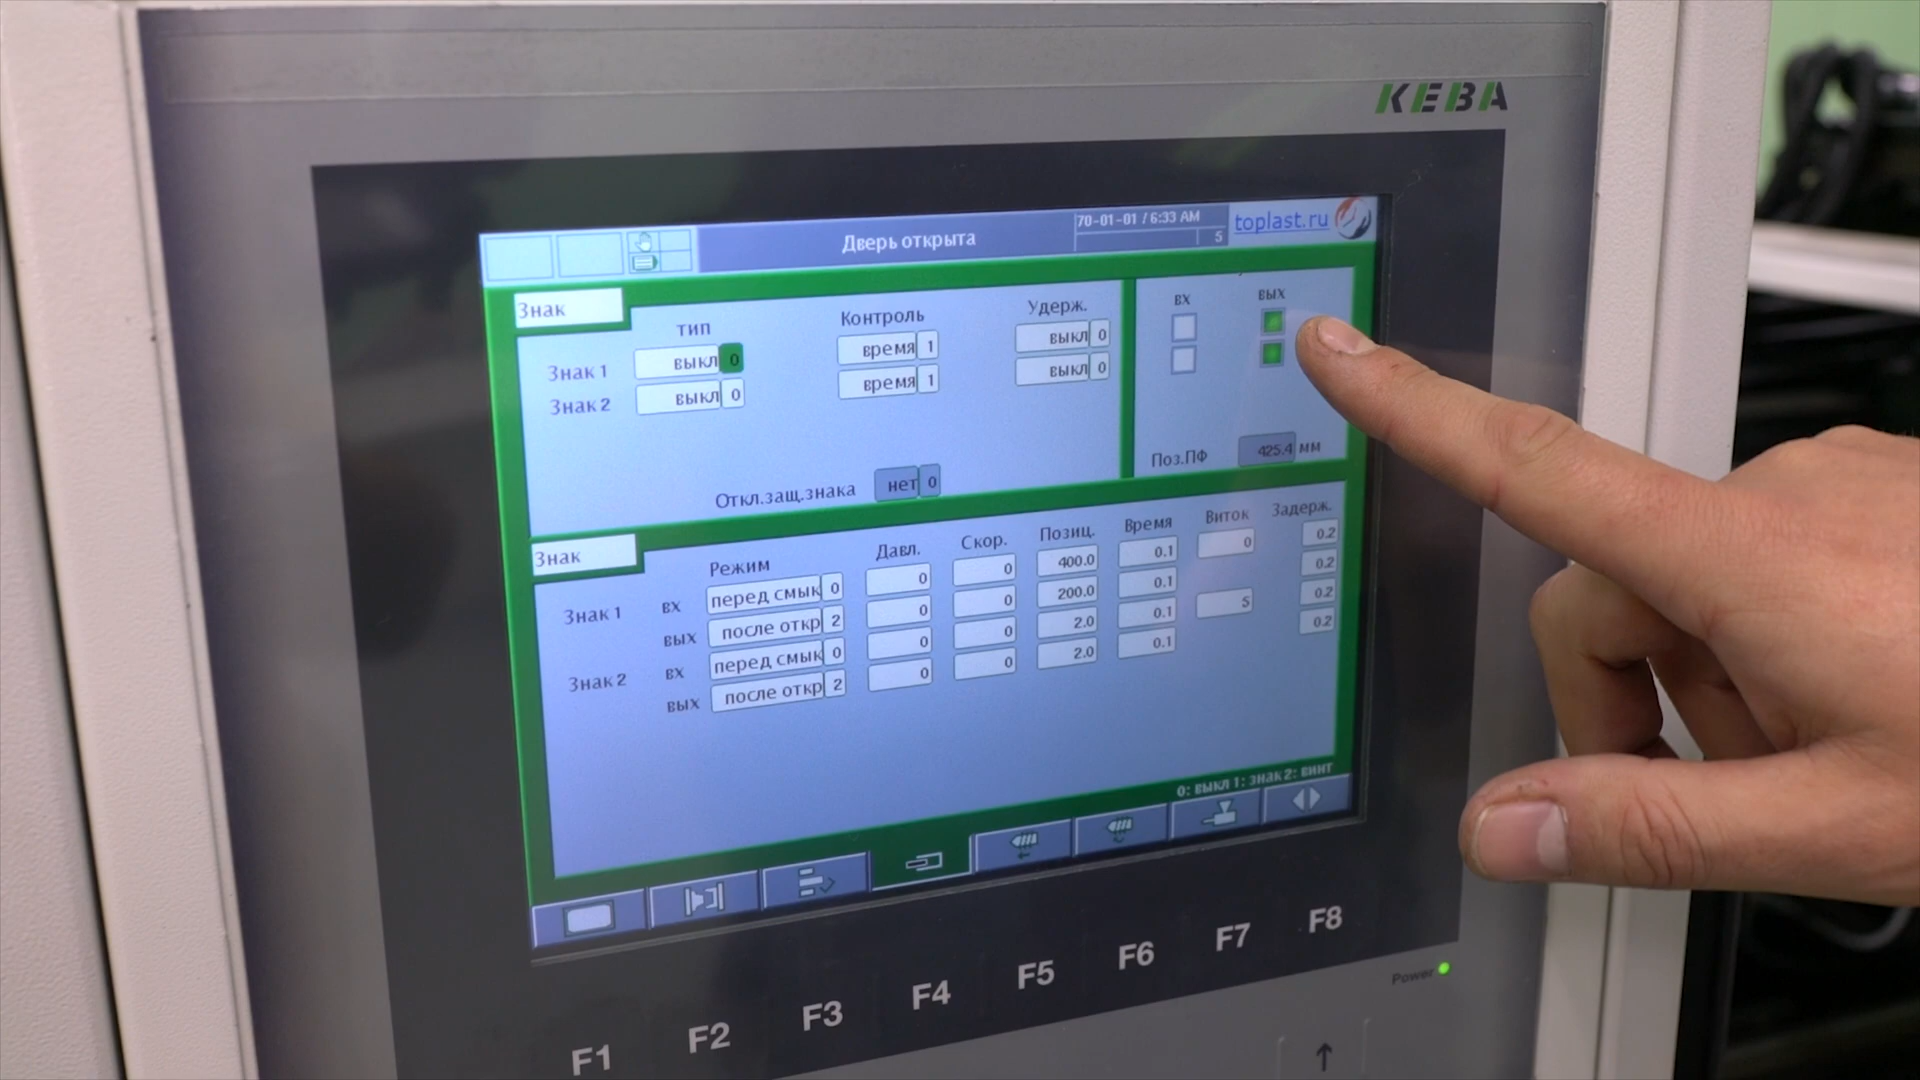 KEBA
Дверь открыта
70-01-01 / 6:33 AM
5
toplast.ru
Знак
тип Контроль Удерж.
Знак 1 выкл 0 время 1 выкл 0
Знак 2 выкл 0 время 1 выкл 0
Откл.защ.знака нет 0
вх вых
Поз.ПФ 425.4 мм
Знак
Режим Давл. Скор. Позиц. Время Виток Задерж.
Знак 1 вх перед смык 0 0 0 400.0 0.1 0 0.2
вых после откр 2 0 0 200.0 0.1 0.2
Знак 2 вх перед смык 0 0 0 2.0 0.1 5 0.2
вых после откр 2 0 0 2.0 0.1 0.2
0: выкл 1: знак 2: винт
F1 F2 F3 F4 F5 F6 F7 F8
Power